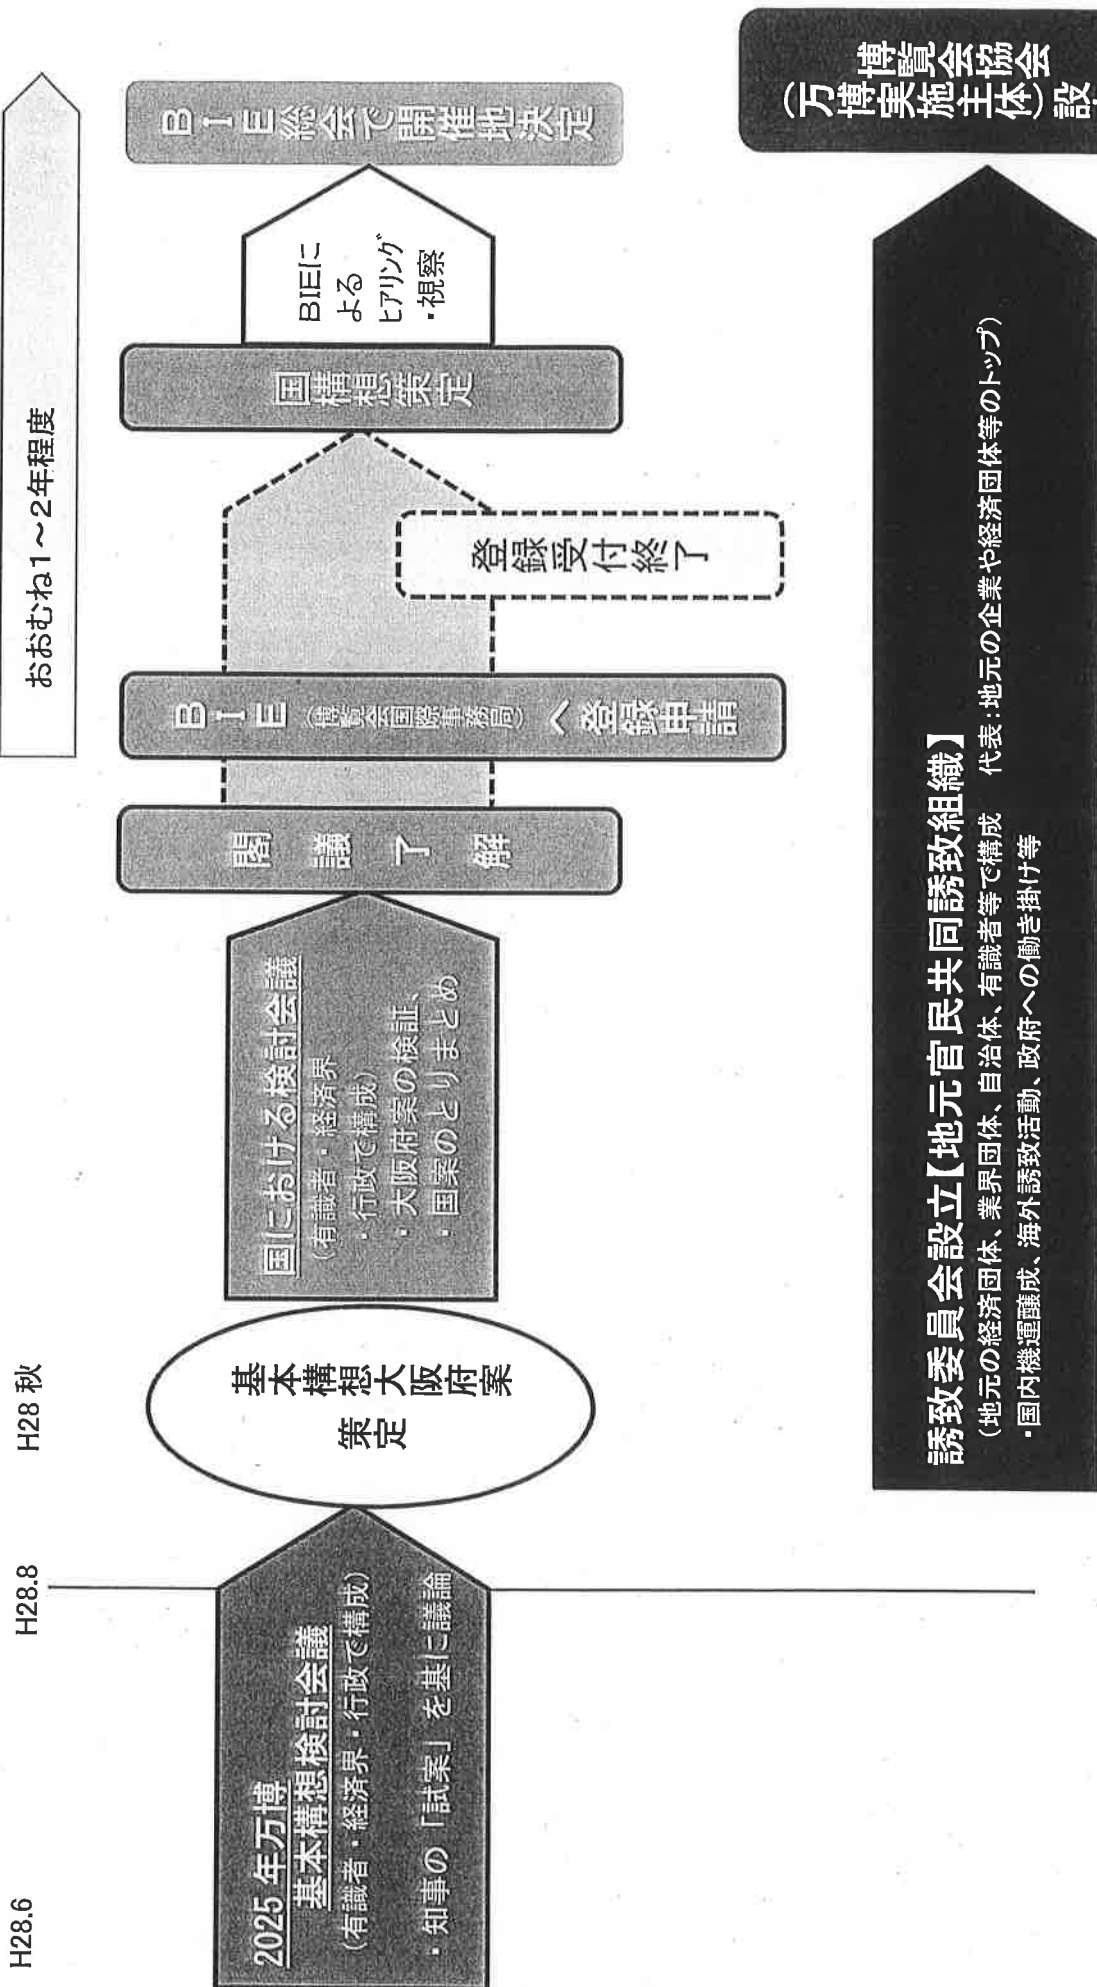 H28.6
H28.8
H28 秋
おおむね1～2年程度
2025 年万博
基本構想検討会議
(有識者・経済界・行政で構成)
・知事の「試案」を基に議論
基本構想大阪府案
策定
国における検討会議
(有識者・経済界
・行政で構成)
・大阪府案の検証、
・国案のとりまとめ
閣議了解
BIE(博覧会国際事務局)へ登録申請
登録受付終了
国構想策定
BIEに
よる
ヒアリング
・視察
BIE総会で開催地決定
誘致委員会設立【地元官民共同誘致組織】
(地元の経済団体、業界団体、自治体、有識者等で構成 代表:地元の企業や経済団体等のトップ)
・国内機運醸成、海外誘致活動、政府への働き掛け等
博覧会協会
(万博実施主体)設